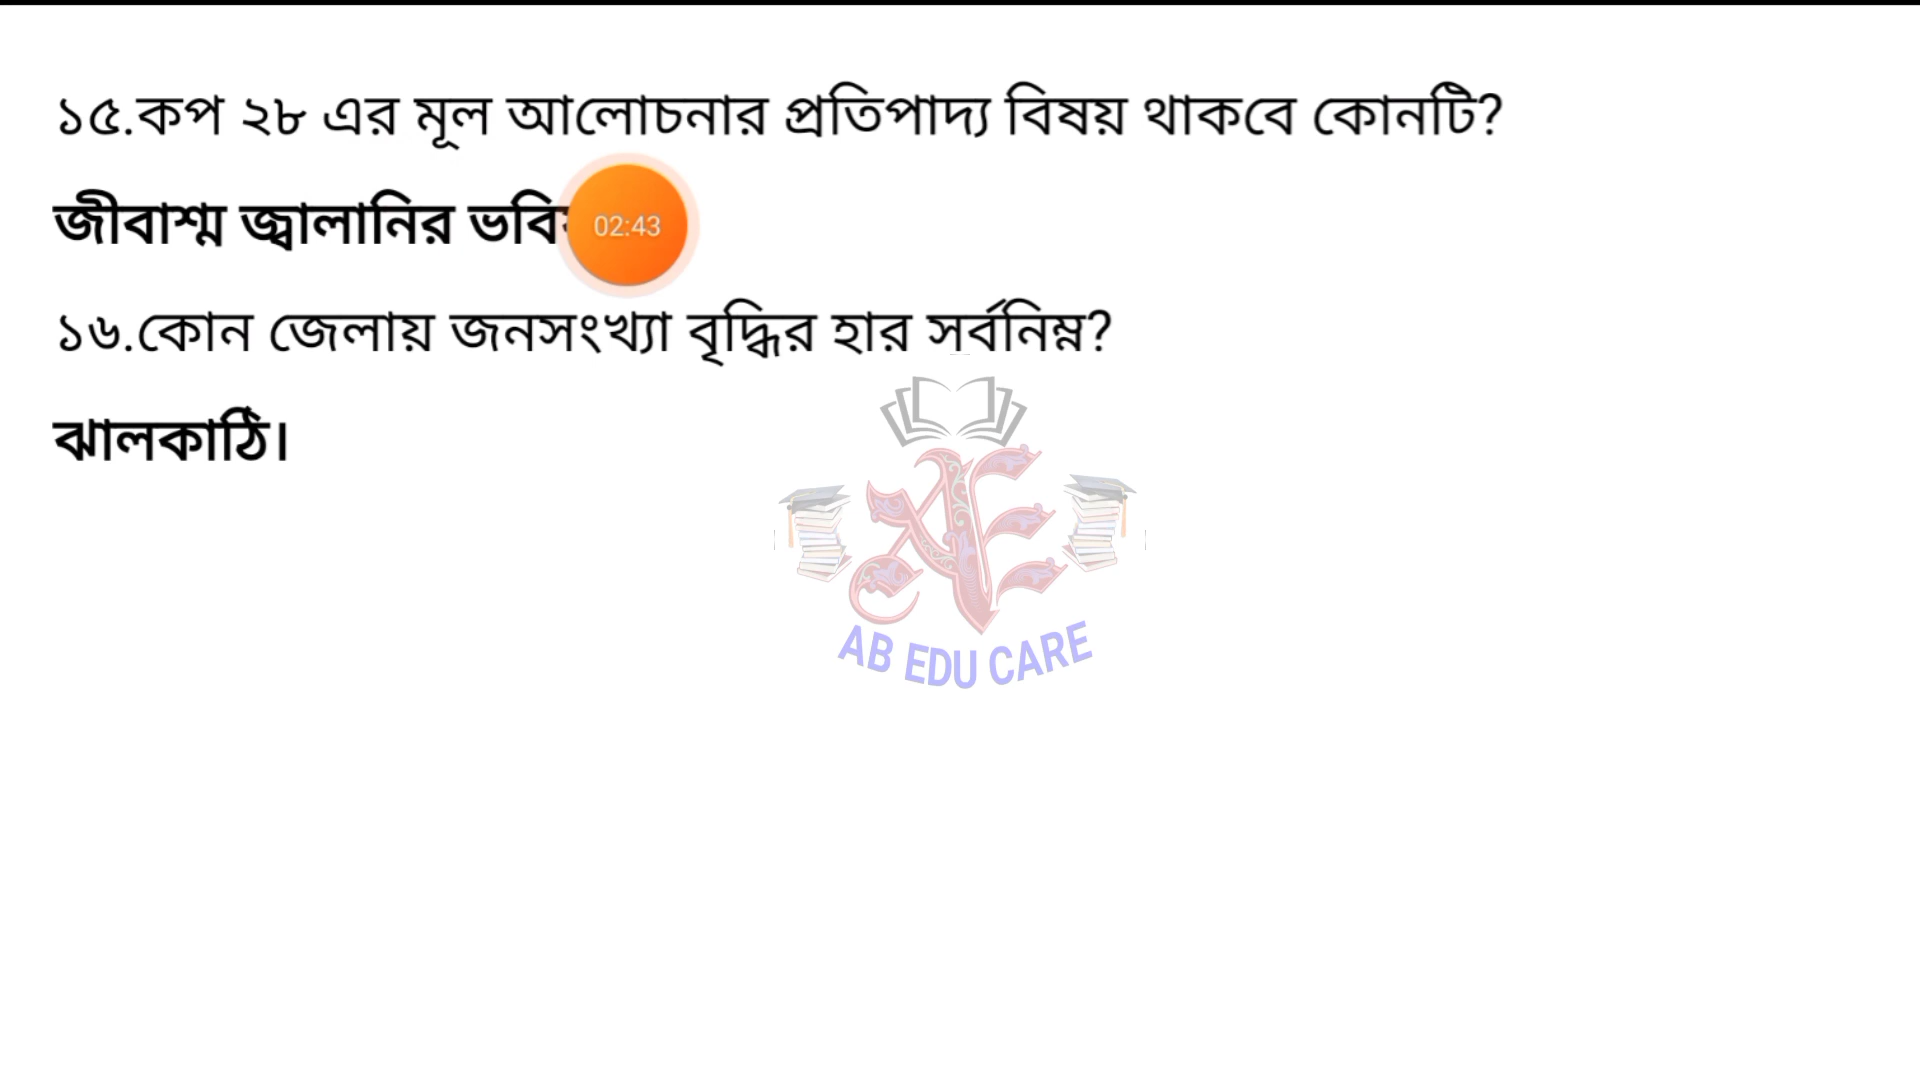 ১৫.কপ ২৮ এর মূল আলোচনার প্রতিপাদ্য বিষয় থাকবে কোনটি?
জীবাশ্ম জ্বালানির
02:43
১৬.কোন জেলায় জনসংখ্যা বৃদ্ধির হার সর্বনিম্ন?
ঝালকাঠি।
AB EDU CARE